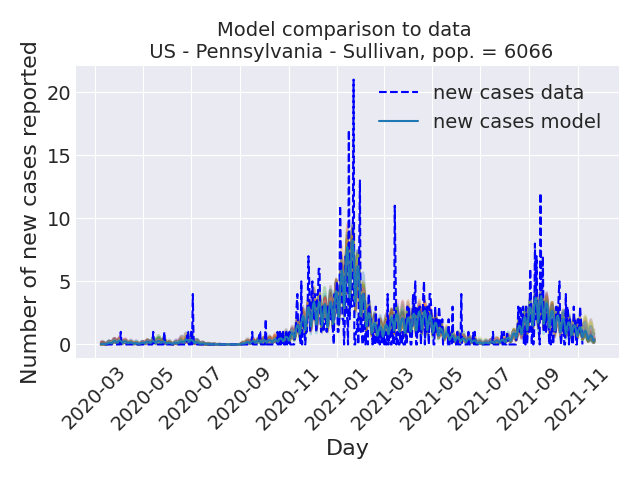 Model comparison to data
US - Pennsylvania - Sullivan, pop. = 6066
Number of new cases reported
20
15
10
5
0
new cases data
new cases model
2020-03
2020-05
2020-07
2020-09
2020-11
2021-01
2021-03
2021-05
2021-07
2021-09
2021-11
Day